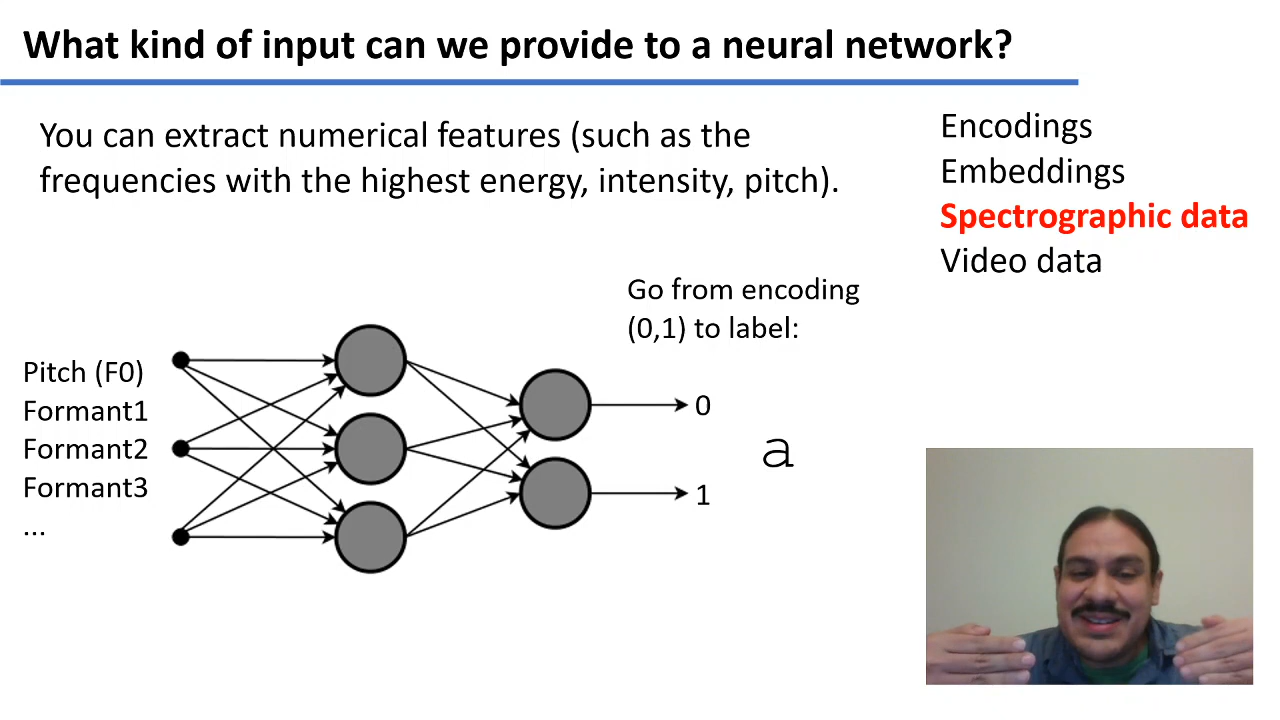 What kind of input can we provide to a neural network?
You can extract numerical features (such as the
frequencies with the highest energy, intensity, pitch).
Encodings
Embeddings
Spectrographic data
Video data
Go from encoding
(0,1) to label:
Pitch (F0)
Formant1
Formant2
Formant3
...
0
1
a